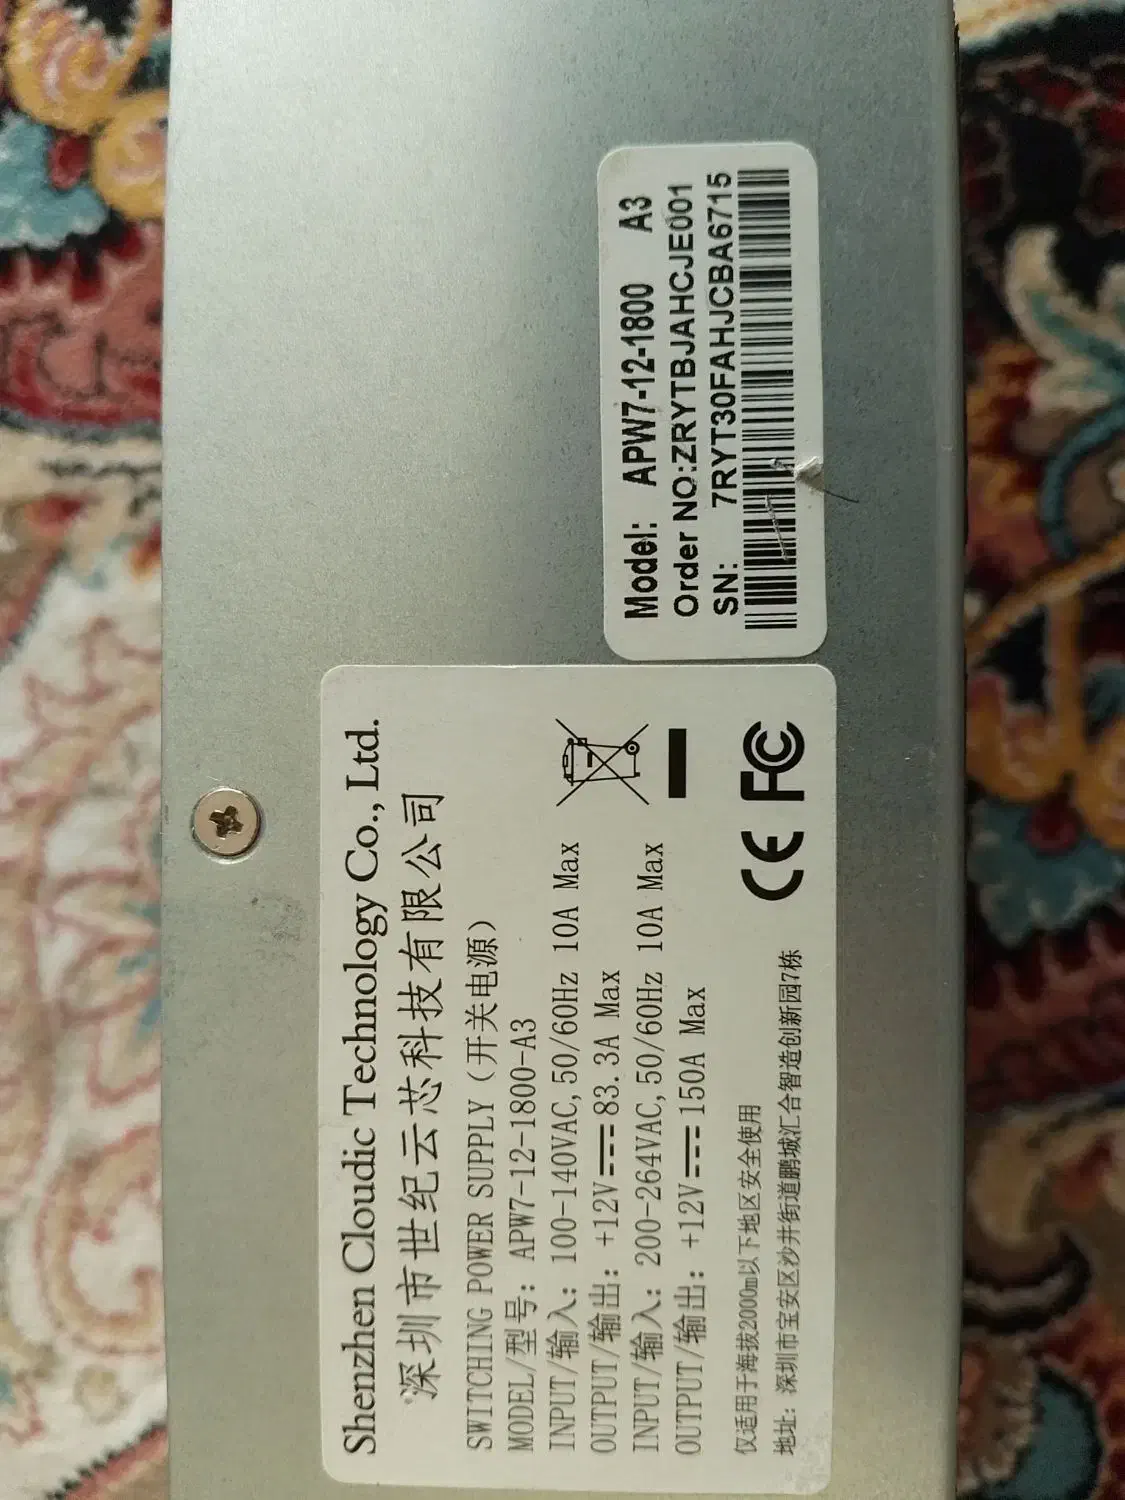 Shenzhen Cloudic Technology Co., Ltd.
深圳市世纪云芯科技有限公司
SWITCHING POWER SUPPLY (开关电源)
MODEL/型号: APW7-12-1800-A3
INPUT/输入: 100-140VAC,50/60Hz 10A Max
OUTPUT/输出: +12V⎓83.3A Max
INPUT/输入: 200-264VAC,50/60Hz 10A Max
OUTPUT/输出: +12V⎓150A Max
仅适用于海拔2000m以下地区安全使用
地址: 深圳市宝安区沙井街道鹏城汇合智造创新园7栋
CE FC
Model: APW7-12-1800 A3
Order NO:ZRYTBJAHCJE001
SN: 7RYT30FAHJCBA6715